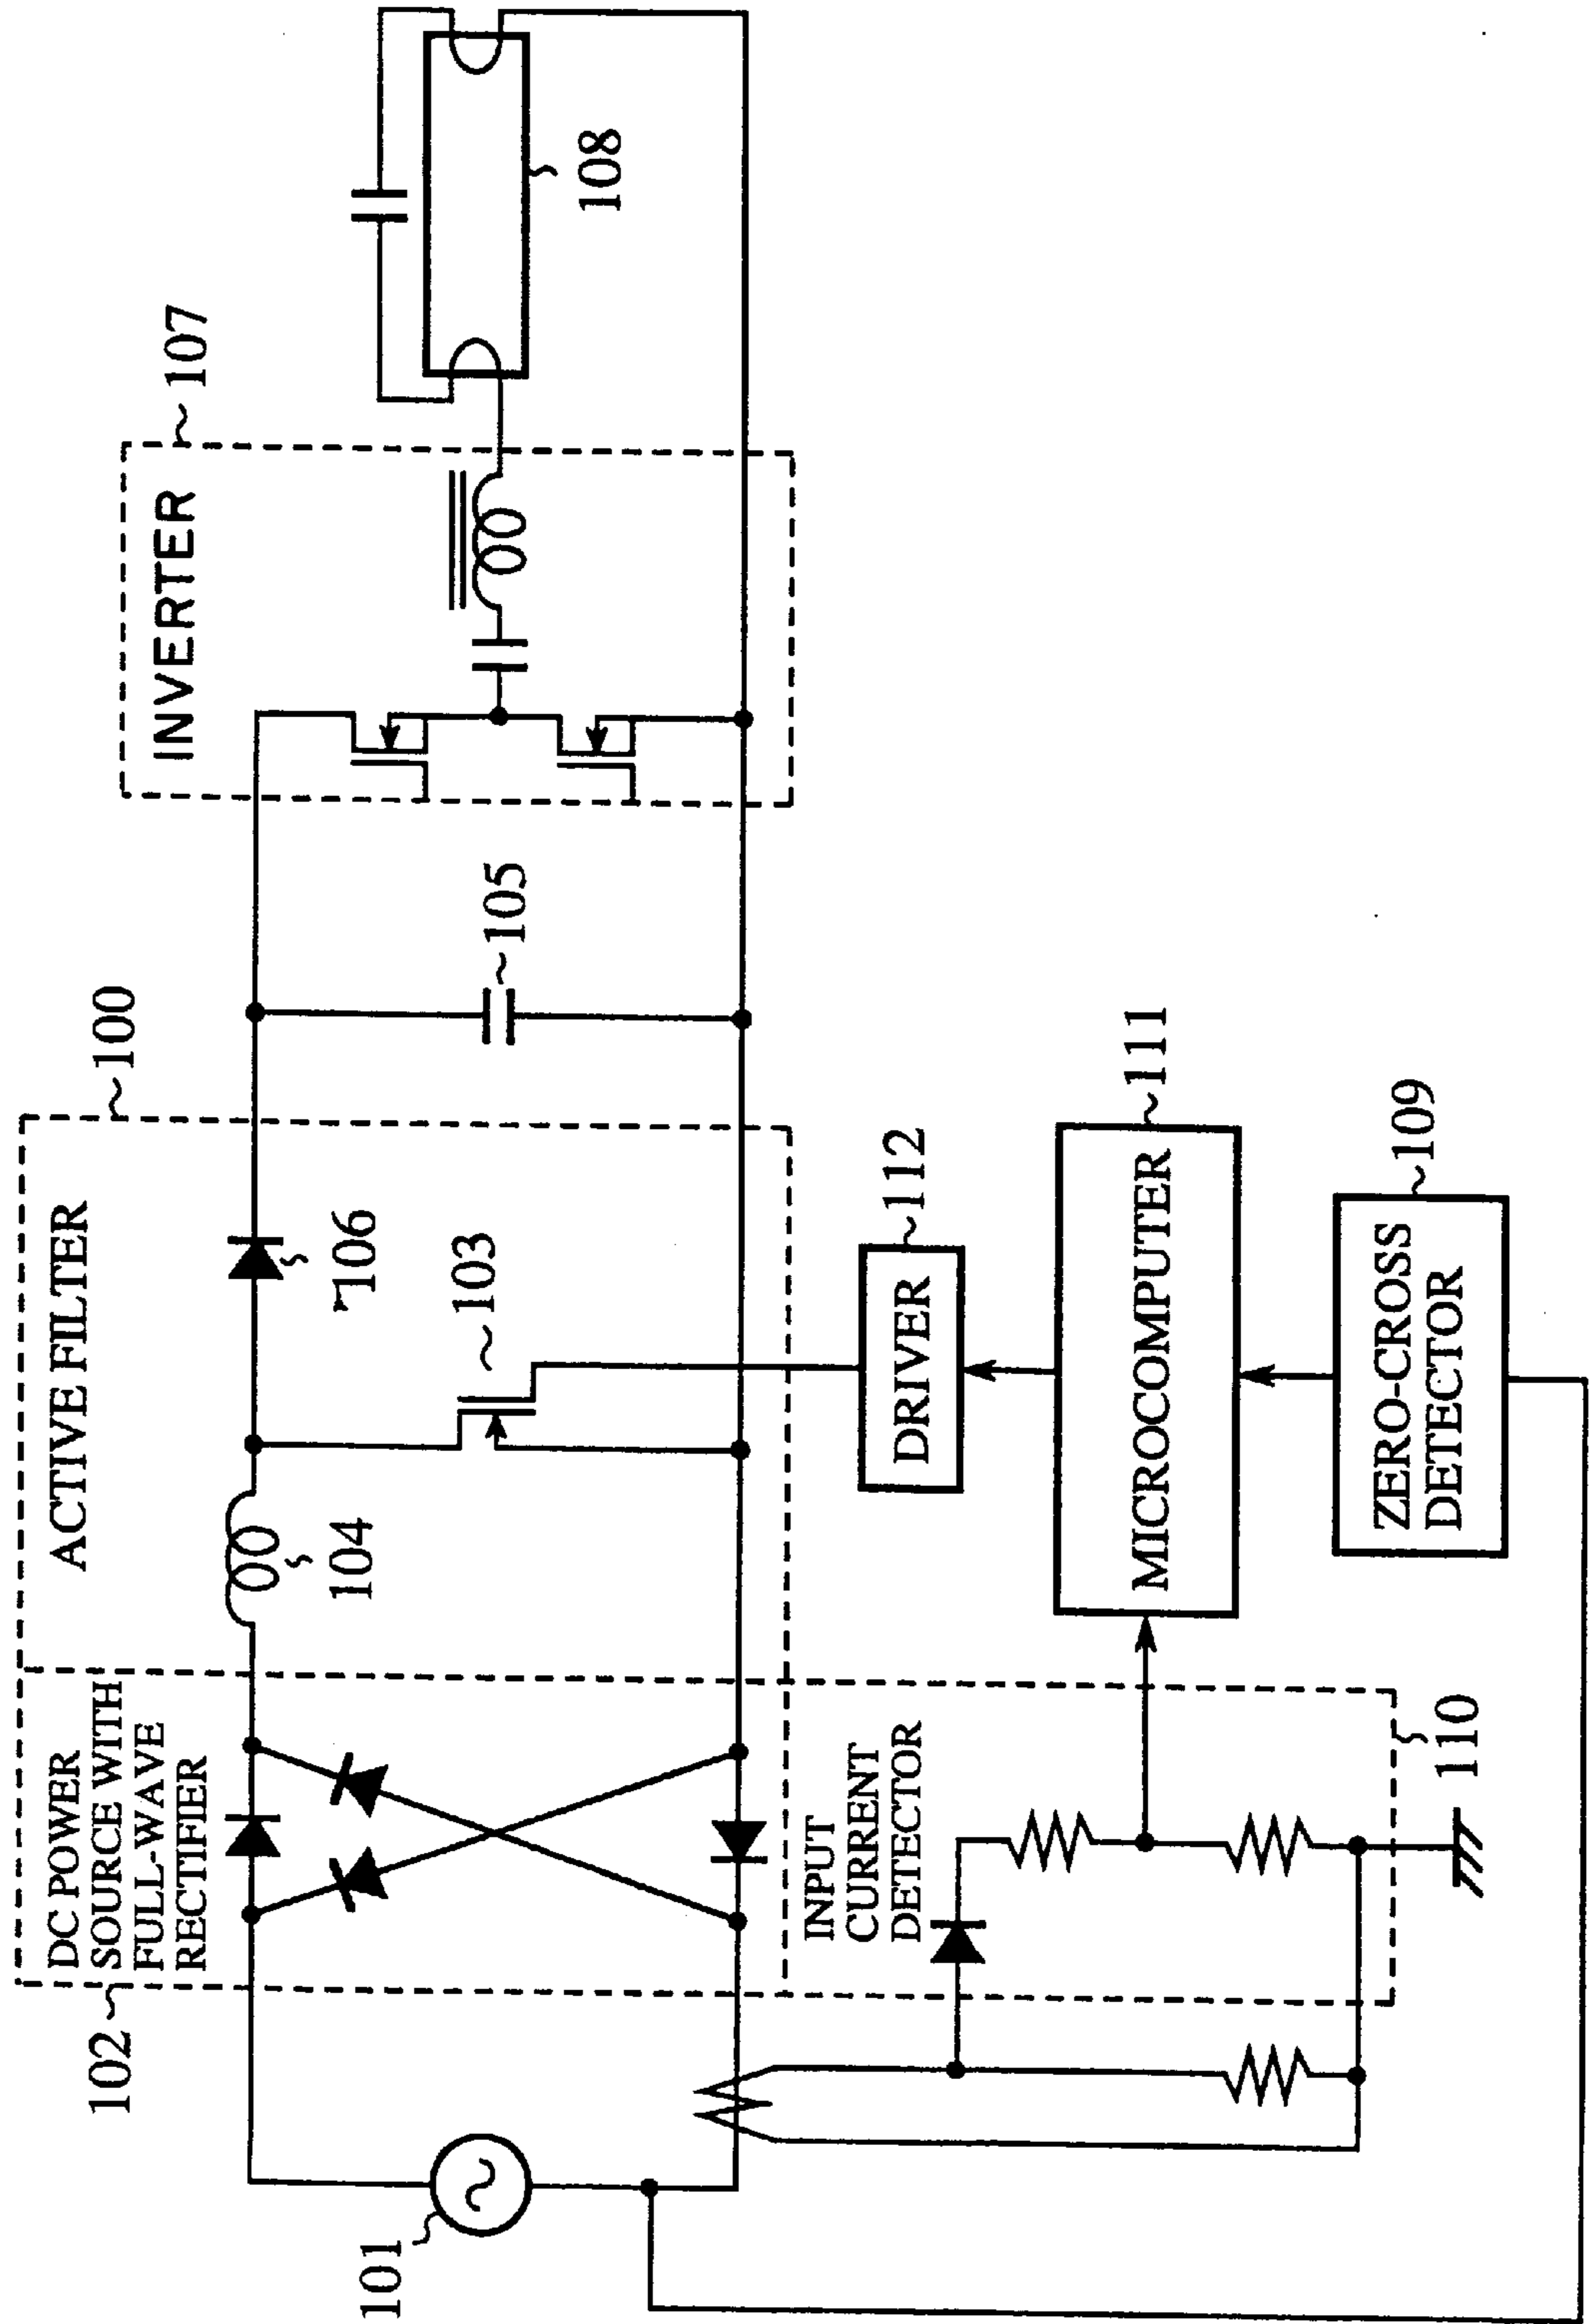 ACTIVE FILTER
100
DC POWER
SOURCE WITH
FULL-WAVE
RECTIFIER
102
INVERTER
107
101
104
106
103
105
108
INPUT
CURRENT
DETECTOR
110
DRIVER
112
MICROCOMPUTER
111
ZERO-CROSS
DETECTOR
109